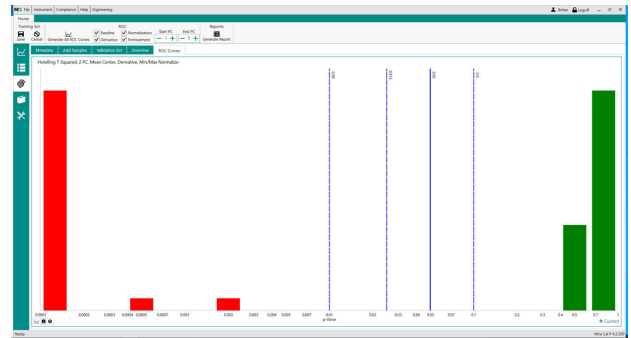 File Instrument Compliance Help Engineering Britan Logoff
Home
Training Set ROC Reports
Save Cancel Generate All ROC Curves Baseline Normalization Derivative Pretreatment Start PC 1 End PC 5 Generate Report
Metadata Add Samples Validation Set Overview ROC Curves
Hotelling T Squared, 2 PC, Mean Center, Derivative, Min/Max Normalize
0.0001 0.0002 0.0003 0.0004 0.0005 0.0007 0.001 0.002 0.003 0.004 0.005 0.007 0.01 0.02 0.03 0.04 0.05 0.07 0.1 0.2 0.3 0.4 0.5 0.7 1
p-Value
Current
Ready